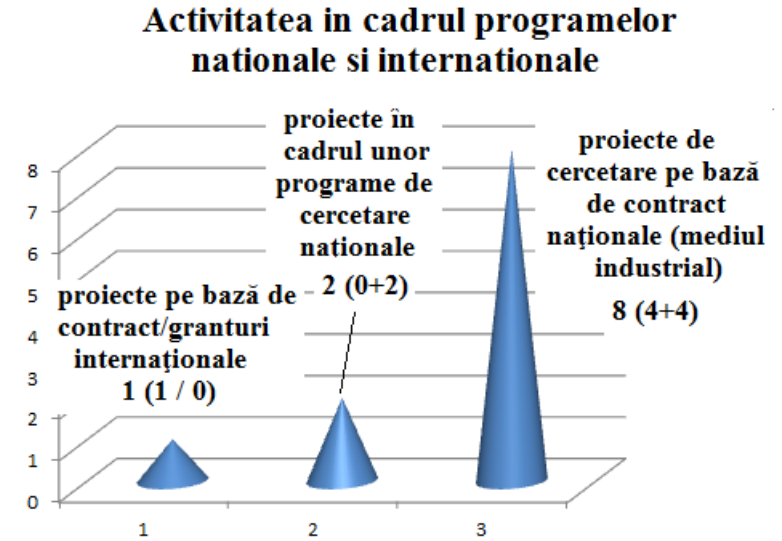 Activitatea in cadrul programelor
nationale si internationale
proiecte în
cadrul unor
programe de
cercetare
naționale
2 (0+2)
proiecte de
cercetare pe bază
de contract
naţionale (mediul
industrial)
8 (4+4)
proiecte pe bază de
contract/granturi
internaţionale
1 (1 / 0)
8
7
6
5
4
3
2
1
0
1
2
3